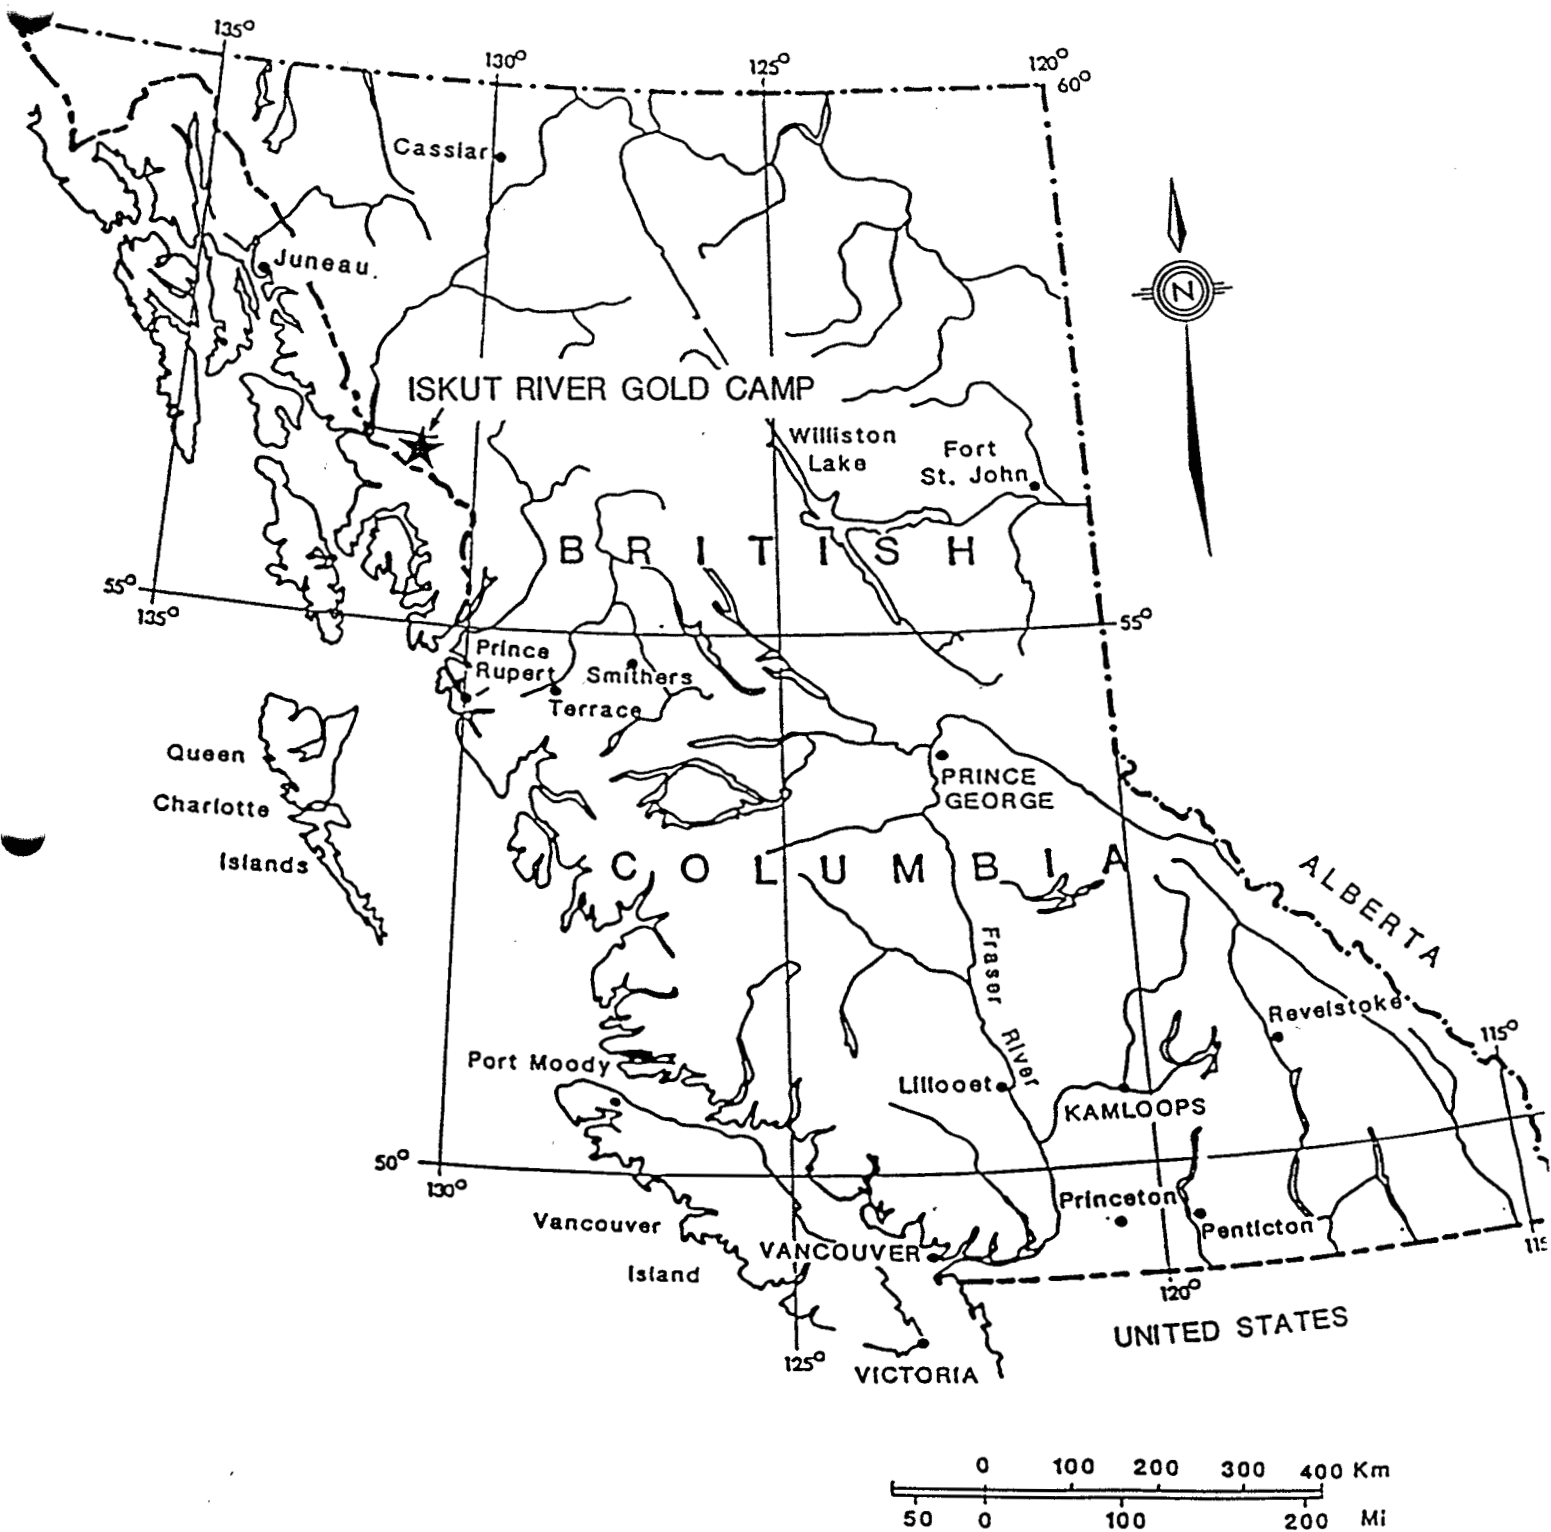 135°
130°
125°
120°
60°
Cassiar
Juneau.
N
ISKUT RIVER GOLD CAMP
Williston
Lake
Fort
St. John
BRITISH
55°
135°
55°
Prince
Rupert
Smithers
Terrace
Queen
Charlotte
Islands
PRINCE
GEORGE
COLUMBIA
ALBERTA
Fraser River
Revelstoke
115°
Port Moody
Lillooet
KAMLOOPS
50°
130°
Princeton
Penticton
Vancouver
Island
VANCOUVER
115
120°
UNITED STATES
125°
VICTORIA
0 100 200 300 400 Km
50 0 100 200 Mi